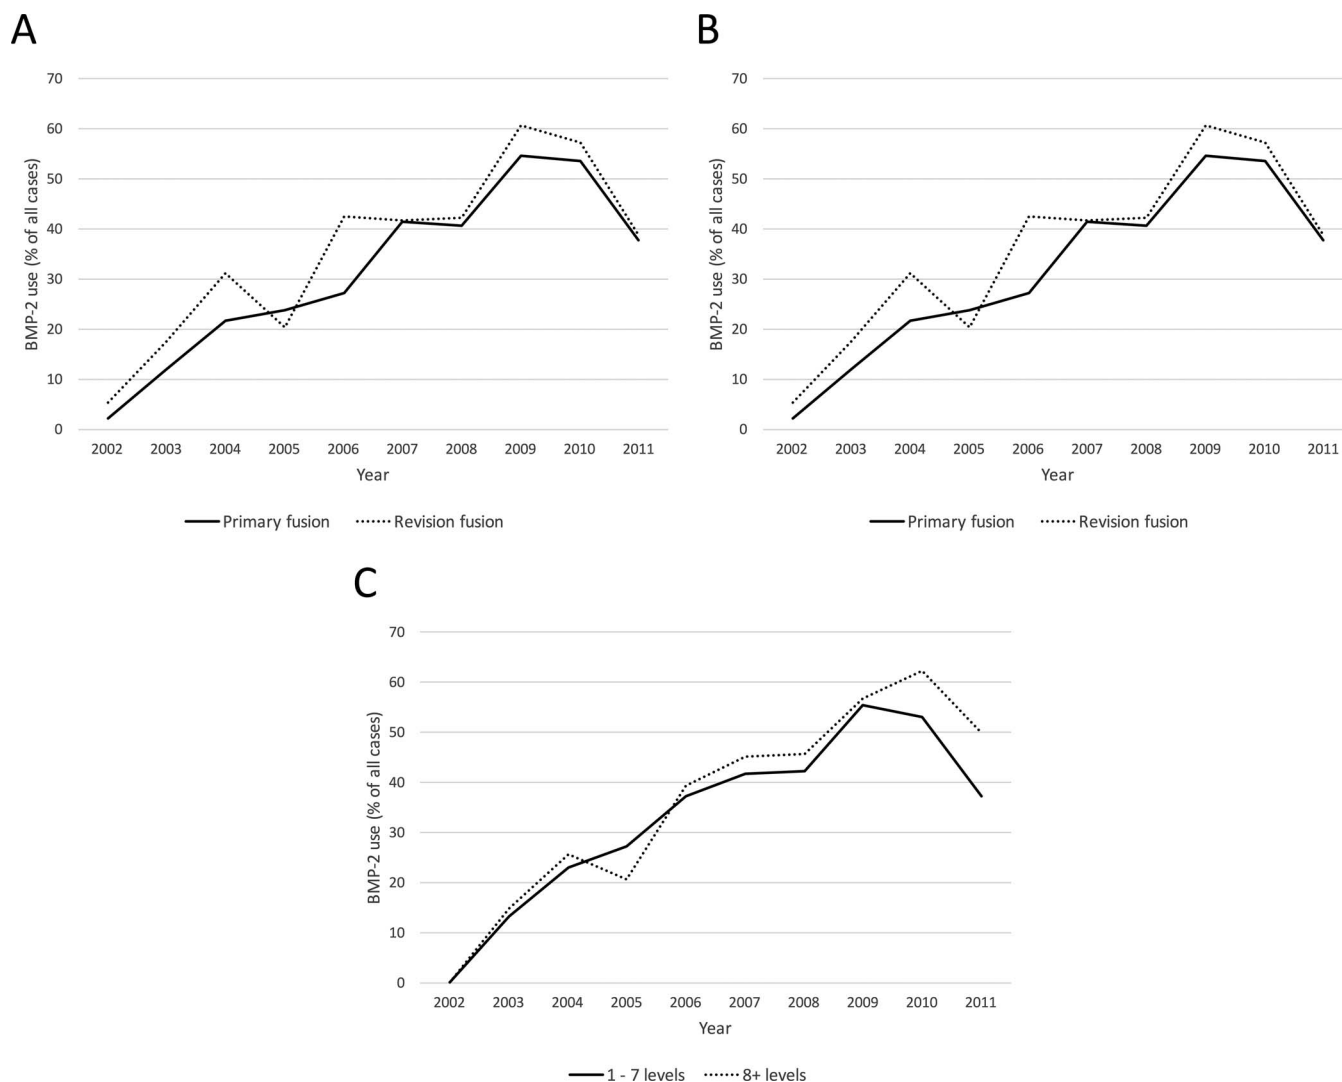 A
BMP-2 use (% of all cases)
70
60
50
40
30
20
10
0
2002 2003 2004 2005 2006 2007 2008 2009 2010 2011
Year
Primary fusion Revision fusion
B
BMP-2 use (% of all cases)
70
60
50
40
30
20
10
0
2002 2003 2004 2005 2006 2007 2008 2009 2010 2011
Year
Primary fusion Revision fusion
C
BMP-2 use (% of all cases)
70
60
50
40
30
20
10
0
2002 2003 2004 2005 2006 2007 2008 2009 2010 2011
Year
1 - 7 levels 8+ levels